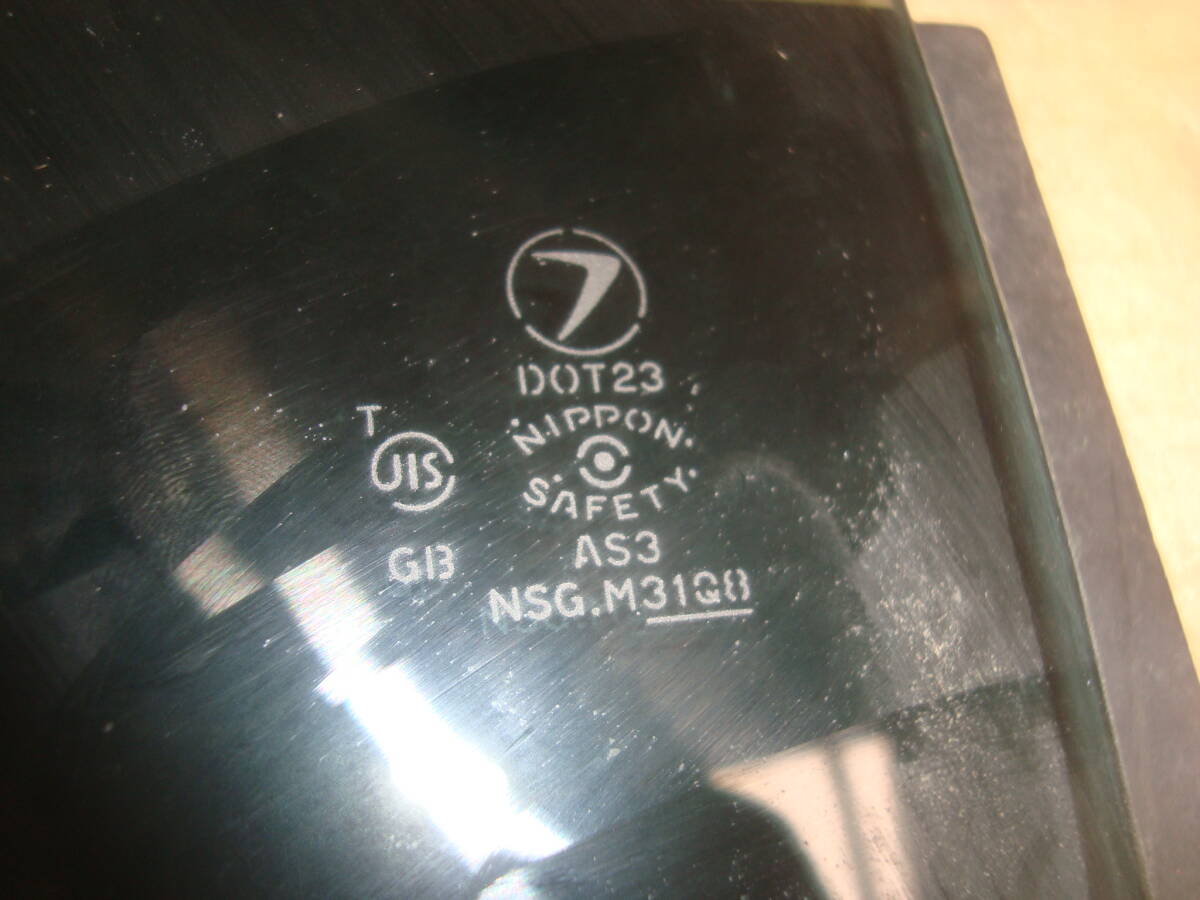 DOT23
NIPPON
SAFETY
T
JIS
GB
AS3
NSG.M31Q8